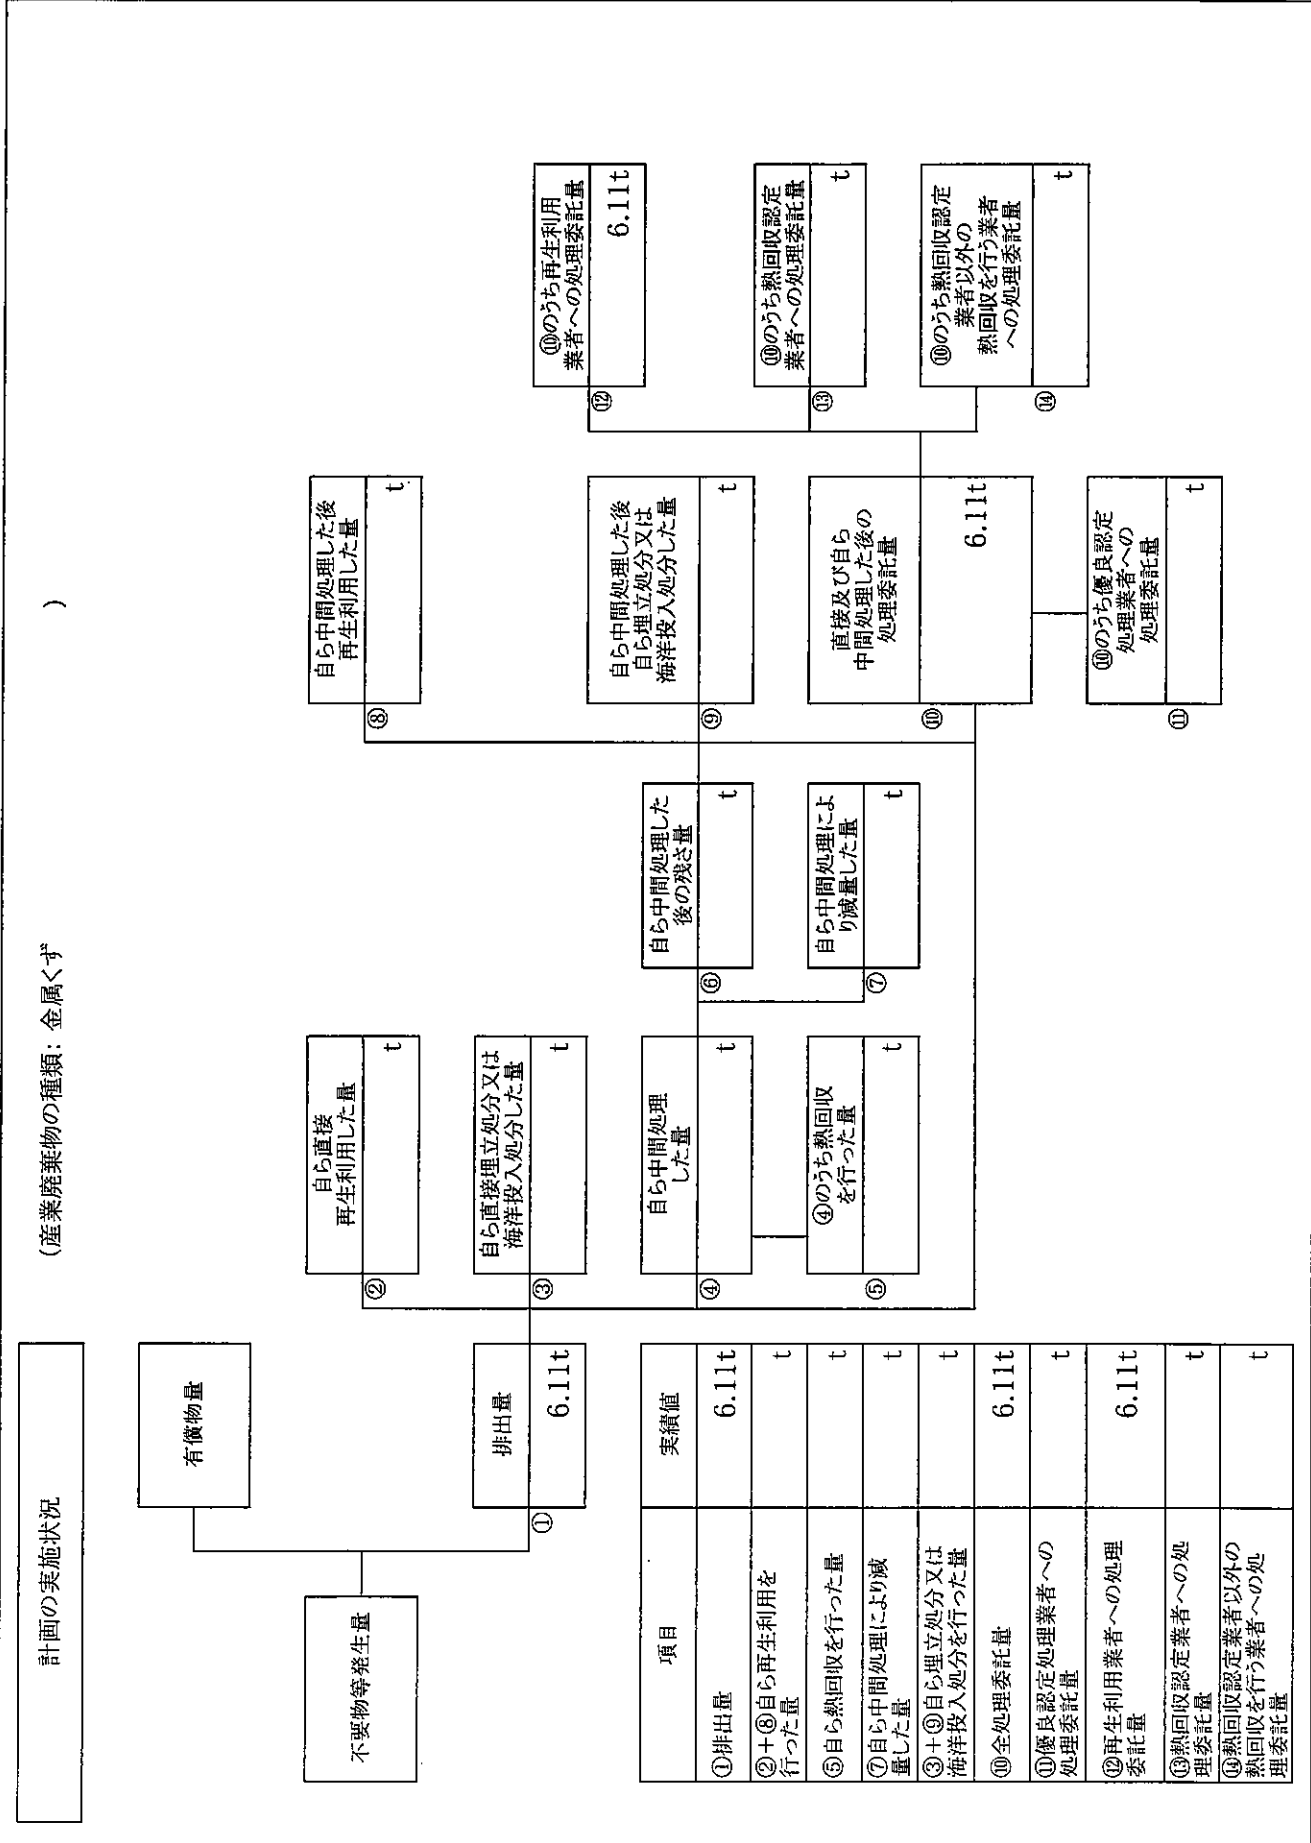 計画の実施状況
(産業廃棄物の種類：金属くず　　　)
不要物等発生量
有償物量
①
排出量
6.11t
②
自ら直接
再生利用した量
t
③
自ら直接埋立処分又は
海洋投入処分した量
t
④
自ら中間処理
した量
t
⑤
④のうち熱回収
を行った量
t
⑥
自ら中間処理した
後の残さ量
t
⑦
自ら中間処理によ
り減量した量
t
⑧
自ら中間処理した後
再生利用した量
t
⑨
自ら中間処理した後
自ら埋立処分又は
海洋投入処分した量
t
⑩
直接及び自ら
中間処理した後の
処理委託量
6.11t
⑪
⑩のうち優良認定
処理業者への
処理委託量
t
⑫
⑩のうち再生利用
業者への処理委託量
6.11t
⑬
⑩のうち熱回収認定
業者への処理委託量
t
⑭
⑩のうち熱回収認定
業者以外の
熱回収を行う業者
への処理委託量
t
項目 実績値
①排出量 6.11t
②+⑧自ら再生利用を
行った量 t
⑤自ら熱回収を行った量 t
⑦自ら中間処理により減
量した量 t
③+⑨自ら埋立処分又は
海洋投入処分を行った量 t
⑩全処理委託量 6.11t
⑪優良認定処理業者への
処理委託量 t
⑫再生利用業者への処理
委託量 6.11t
⑬熱回収認定業者への処
理委託量 t
⑭熱回収認定業者以外の
熱回収を行う業者への処
理委託量 t